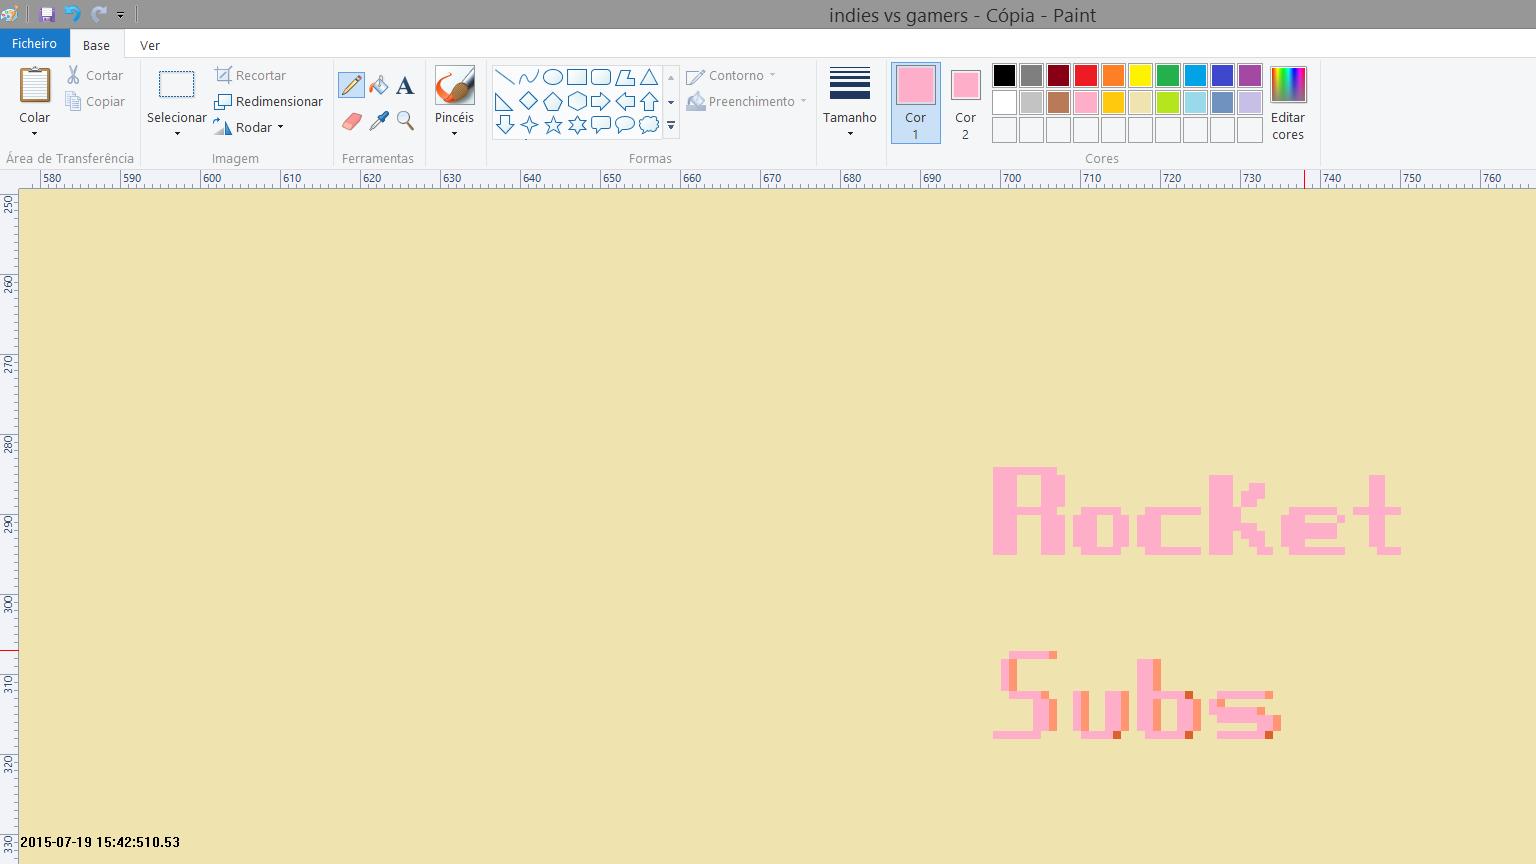 indies vs gamers - Cópia - Paint
Ficheiro Base Ver
Colar
Cortar
Copiar
Área de Transferência
Selecionar
Recortar
Redimensionar
Rodar
Imagem
A
Ferramentas
Pincéis
Contorno
Preenchimento
Formas
Tamanho
Cor 1
Cor 2
Editar cores
Cores
580 590 600 610 620 630 640 650 660 670 680 690 700 710 720 730 740 750 760
250
260
270
280
290
300
310
320
330
Rocket
Subs
2015-07-19 15:42:510.53